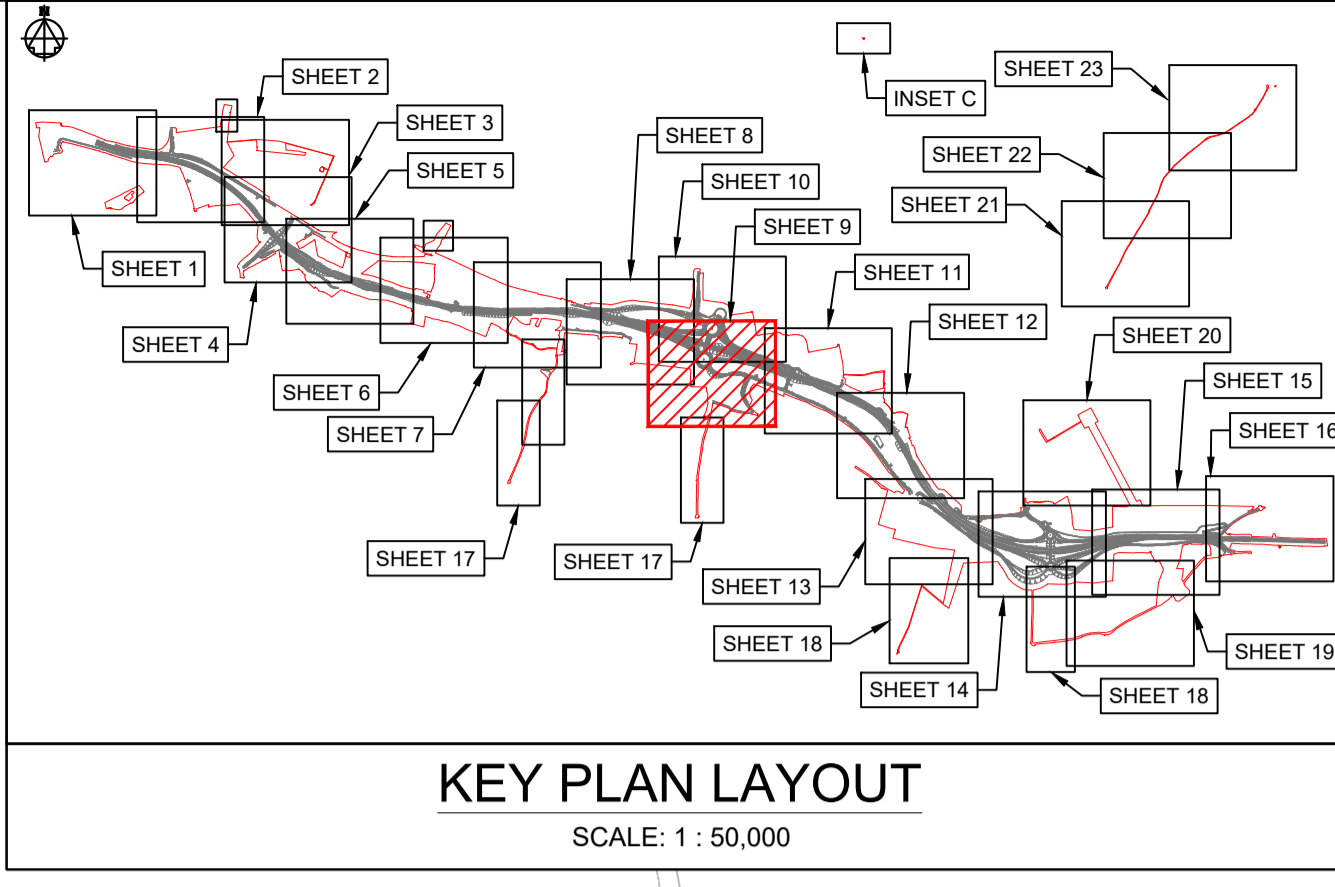 SHEET 2
SHEET 3
SHEET 5
SHEET 1
SHEET 4
SHEET 6
SHEET 7
SHEET 17
SHEET 8
SHEET 10
SHEET 9
SHEET 11
SHEET 12
INSET C
SHEET 23
SHEET 22
SHEET 21
SHEET 20
SHEET 15
SHEET 16
SHEET 17
SHEET 13
SHEET 18
SHEET 14
SHEET 18
SHEET 19
KEY PLAN LAYOUT
SCALE: 1 : 50,000